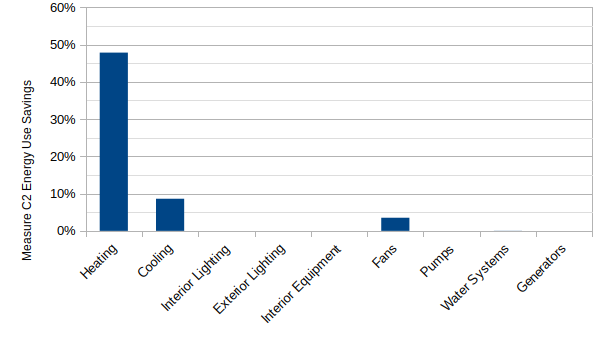 60%
50%
40%
30%
20%
10%
0%
Measure C2 Energy Use Savings
Heating
Cooling
Interior Lighting
Exterior Lighting
Interior Equipment
Fans
Pumps
Water Systems
Generators